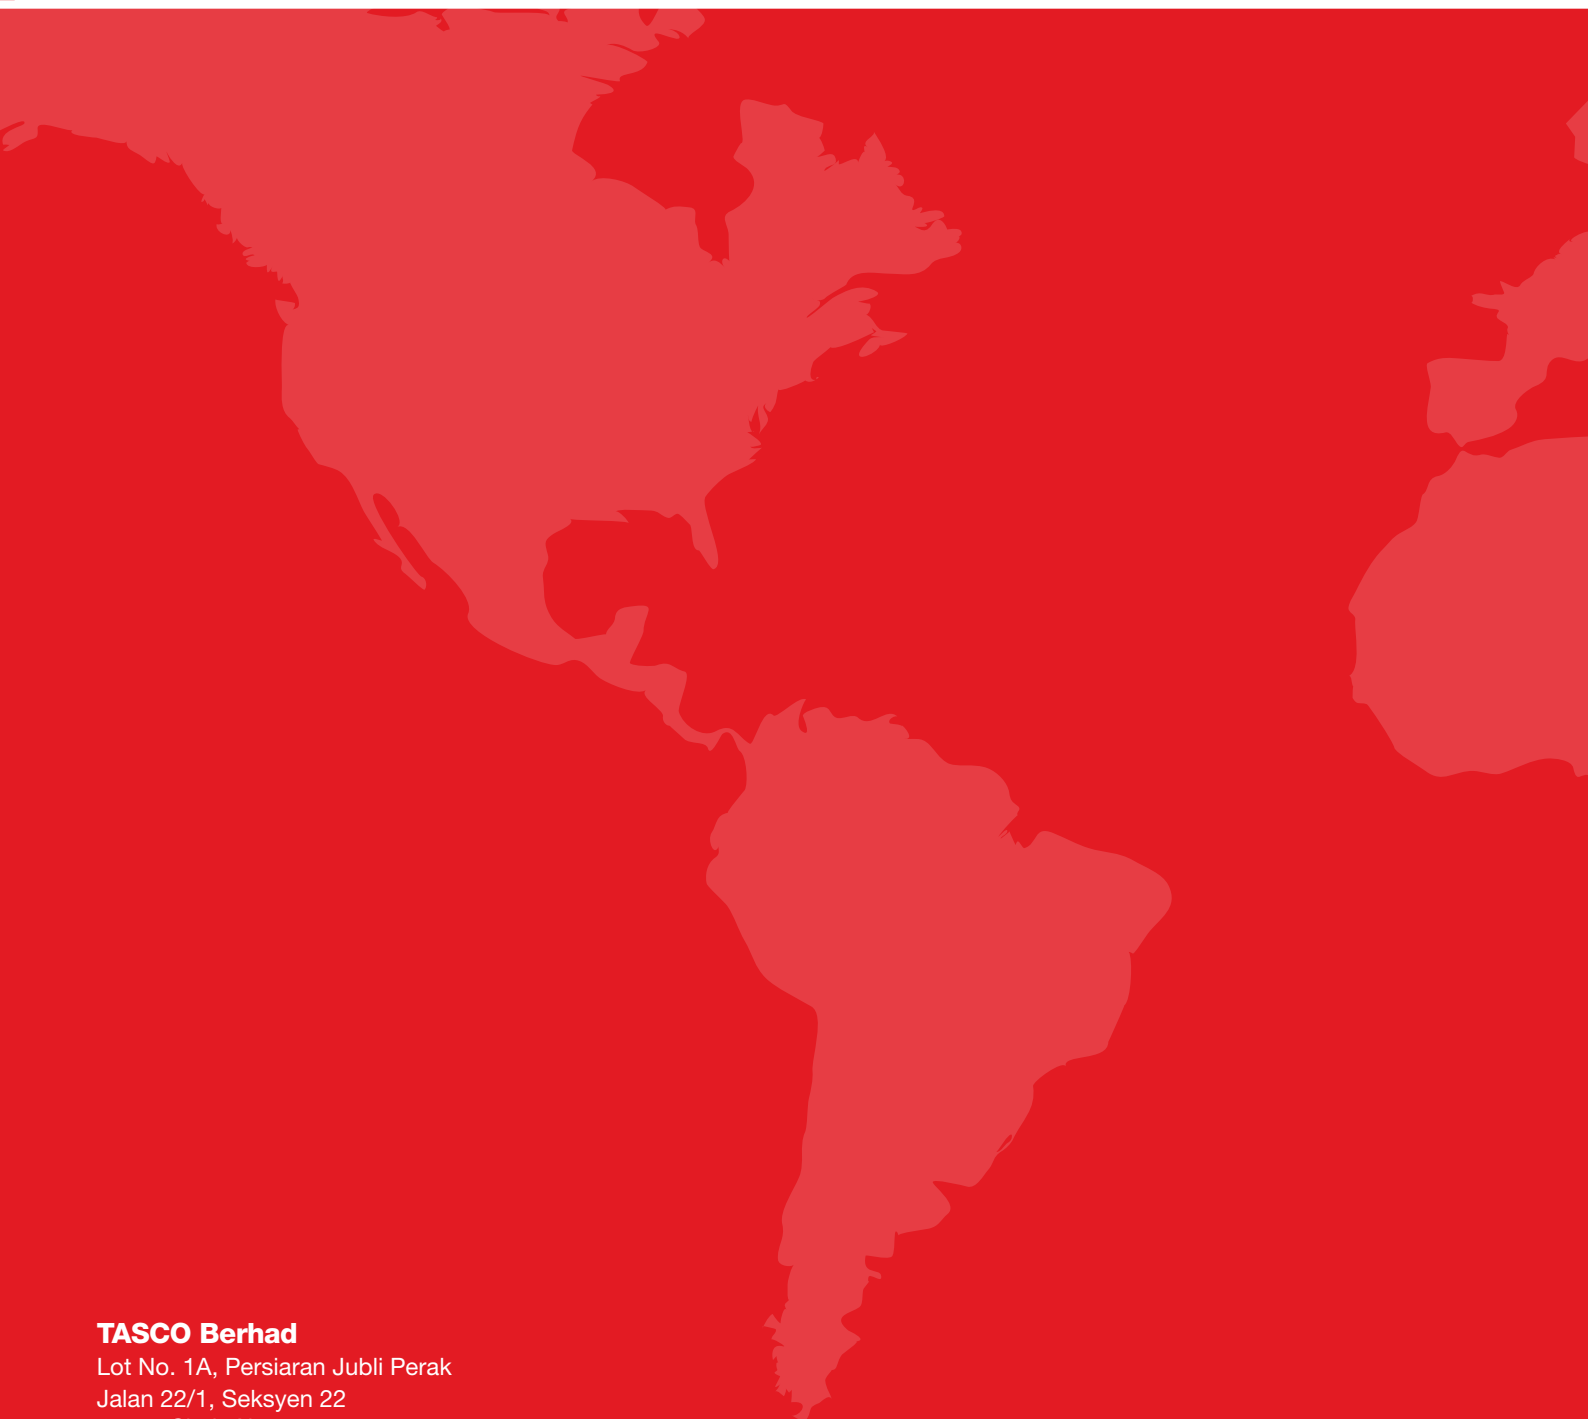 TASCO Berhad
Lot No. 1A, Persiaran Jubli Perak
Jalan 22/1, Seksyen 22